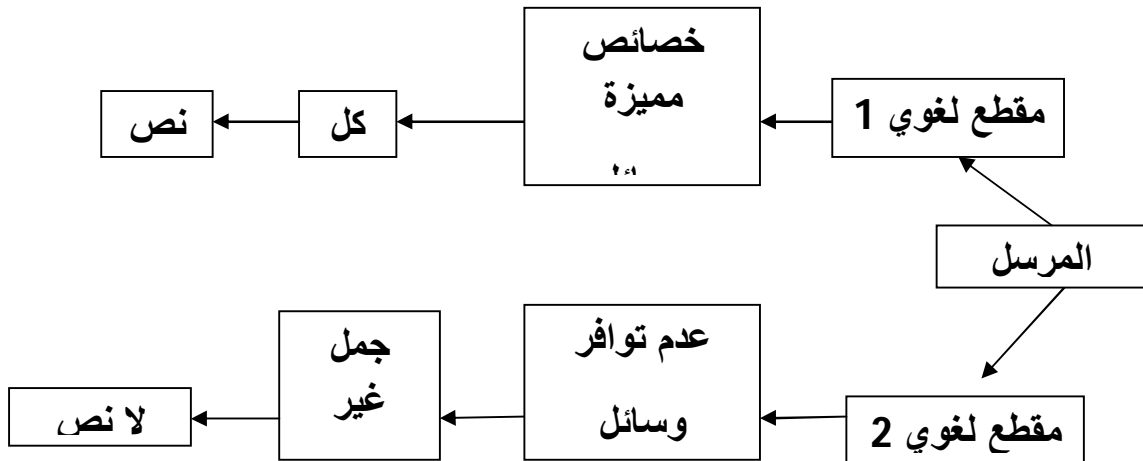 خصائص
مميزة
مقطع لغوي 1
كل
نص
المرسل
عدم توافر
وسائل
جمل
غير
مقطع لغوي 2
لا نص